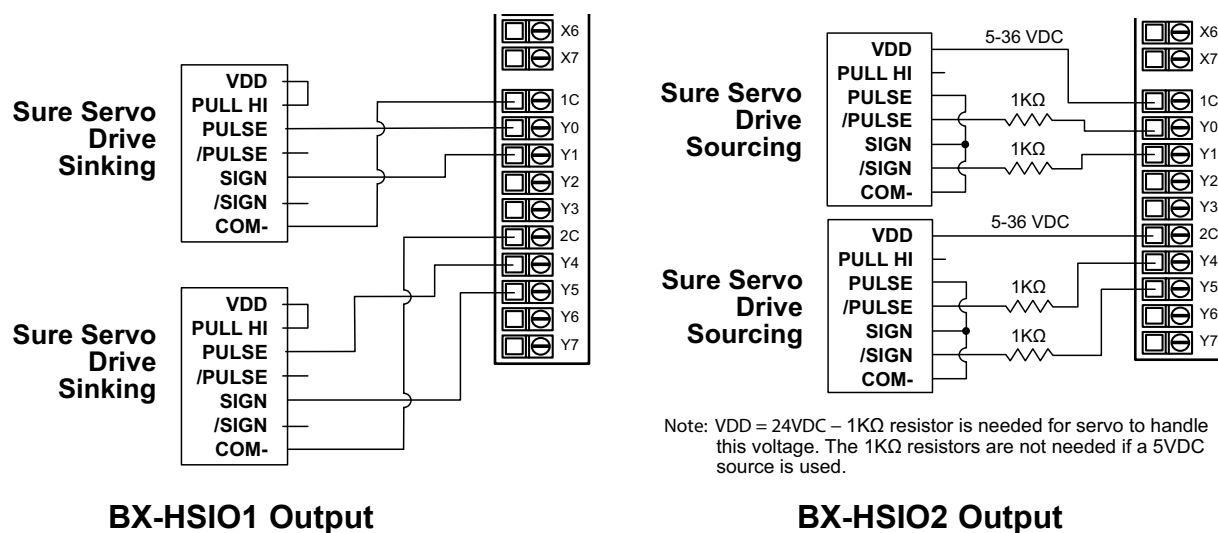 X6
X7
Sure Servo
Drive
Sinking
VDD
PULL HI
PULSE
/PULSE
SIGN
/SIGN
COM-
1C
Y0
Y1
Y2
Y3
2C
Y4
Y5
Y6
Y7
Sure Servo
Drive
Sinking
VDD
PULL HI
PULSE
/PULSE
SIGN
/SIGN
COM-
BX-HSIO1 Output
X6
X7
Sure Servo
Drive
Sourcing
VDD
PULL HI
PULSE
/PULSE
SIGN
/SIGN
COM-
5-36 VDC
1KΩ
1KΩ
1C
Y0
Y1
Y2
Y3
2C
Y4
Y5
Y6
Y7
Sure Servo
Drive
Sourcing
VDD
PULL HI
PULSE
/PULSE
SIGN
/SIGN
COM-
5-36 VDC
1KΩ
1KΩ
Note: VDD = 24VDC – 1KΩ resistor is needed for servo to handle
this voltage. The 1KΩ resistors are not needed if a 5VDC
source is used.
BX-HSIO2 Output